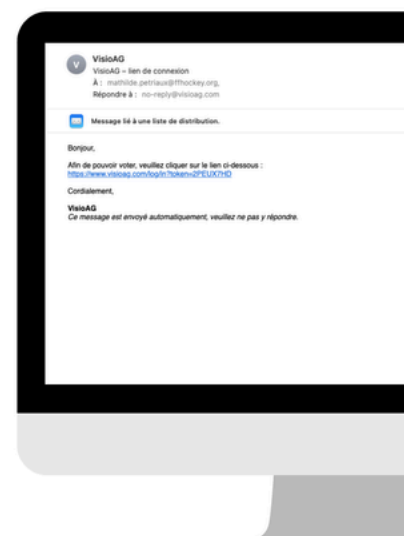 V
VisioAG
VisioAG – lien de connexion
À : mathilde.petriaux@ffhockey.org,
Répondre à : no-reply@visioag.com
Message lié à une liste de distribution.
Bonjour,
Afin de pouvoir voter, veuillez cliquer sur le lien ci-dessous :
https://www.visioag.com/log/in?token=2PEUX7HD
Cordialement,
VisioAG
Ce message est envoyé automatiquement, veuillez ne pas y répondre.